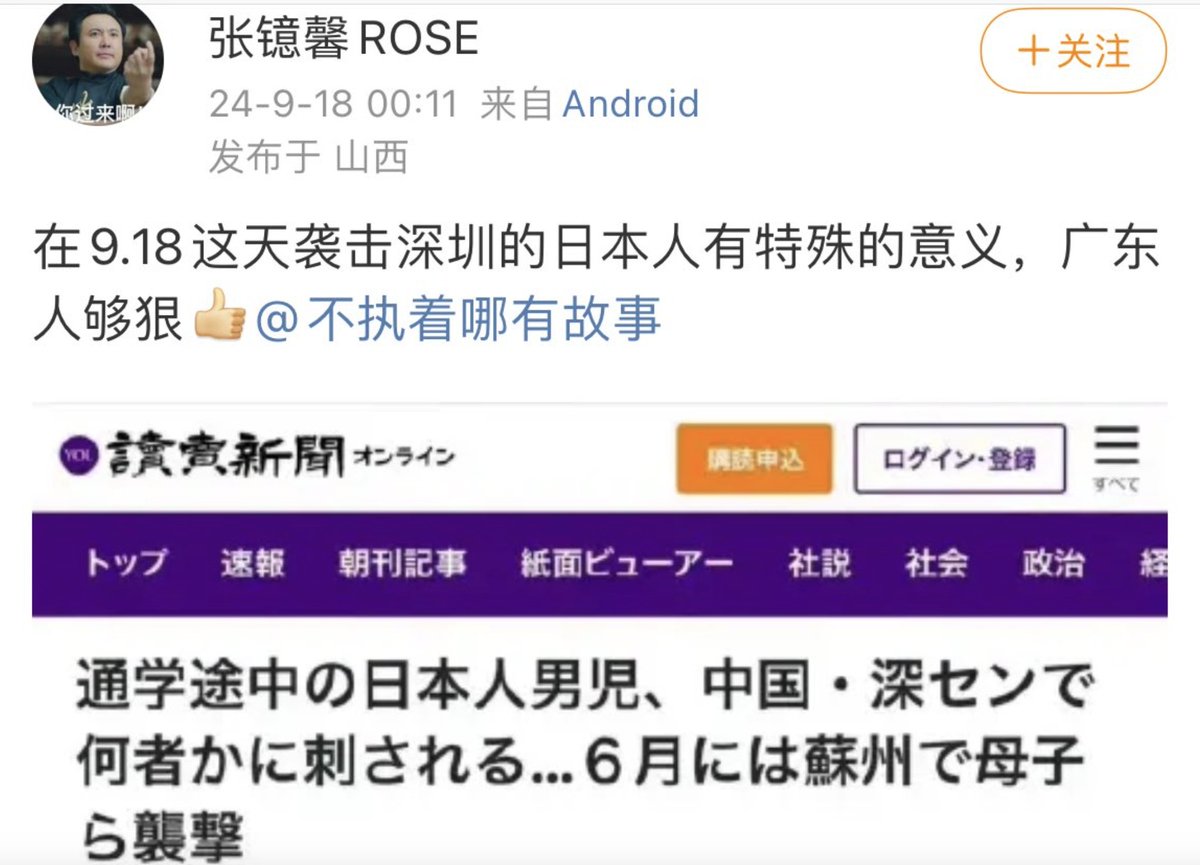 你过来啊!
张镱馨ROSE
+关注
24-9-18 00:11 来自 Android
发布于 山西
在9.18这天袭击深圳的日本人有特殊的意义，广东
人够狠👍@不执着哪有故事
YOL 讀賣新聞 オンライン
購読申込
ログイン・登録
すべて
トップ 速報 朝刊記事 紙面ビューアー 社説 社会 政治 経
通学途中の日本人男児、中国・深センで
何者かに刺される…６月には蘇州で母子
ら襲撃